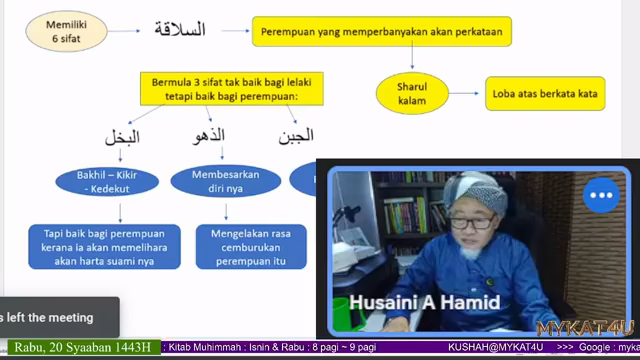 Memiliki
6 sifat
السلاقة
Perempuan yang memperbanyakan akan perkataan
Sharul
kalam
Loba atas berkata kata
Bermula 3 sifat tak baik bagi lelaki
tetapi baik bagi perempuan:
البخل
الذهو
الجبن
Bakhil – Kikir
- Kedekut
Membesarkan
diri nya
Tapi baik bagi perempuan
kerana ia akan memelihara
akan harta suami nya
Mengelakan rasa
cemburukan
perempuan itu
Husaini A Hamid
s left the meeting
MYKAT4U
Rabu, 20 Syaaban 1443H
: Kitab Muhimmah : Isnin & Rabu : 8 pagi ~ 9 pagi
KUSHAH@MYKAT4U
>>> Google : myka